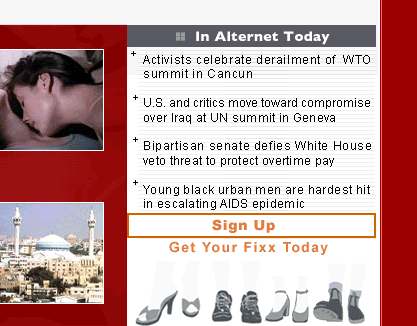 In Alternet Today
+ Activists celebrate derailment of WTO
summit in Cancun
+ U.S. and critics move toward compromise
over Iraq at UN summit in Geneva
+ Bipartisan senate defies White House
veto threat to protect overtime pay
+ Young black urban men are hardest hit
in escalating AIDS epidemic
Sign Up
Get Your Fixx Today